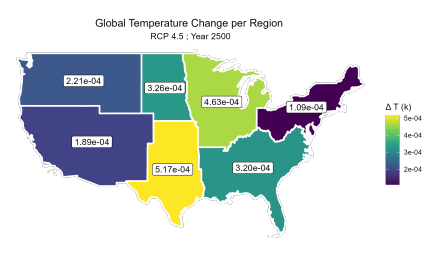 Global Temperature Change per Region
RCP 4.5 ; Year 2500
2.21e-04
3.26e-04
4.63e-04
1.09e-04
1.89e-04
5.17e-04
3.20e-04
Δ T (k)
5e-04
4e-04
3e-04
2e-04